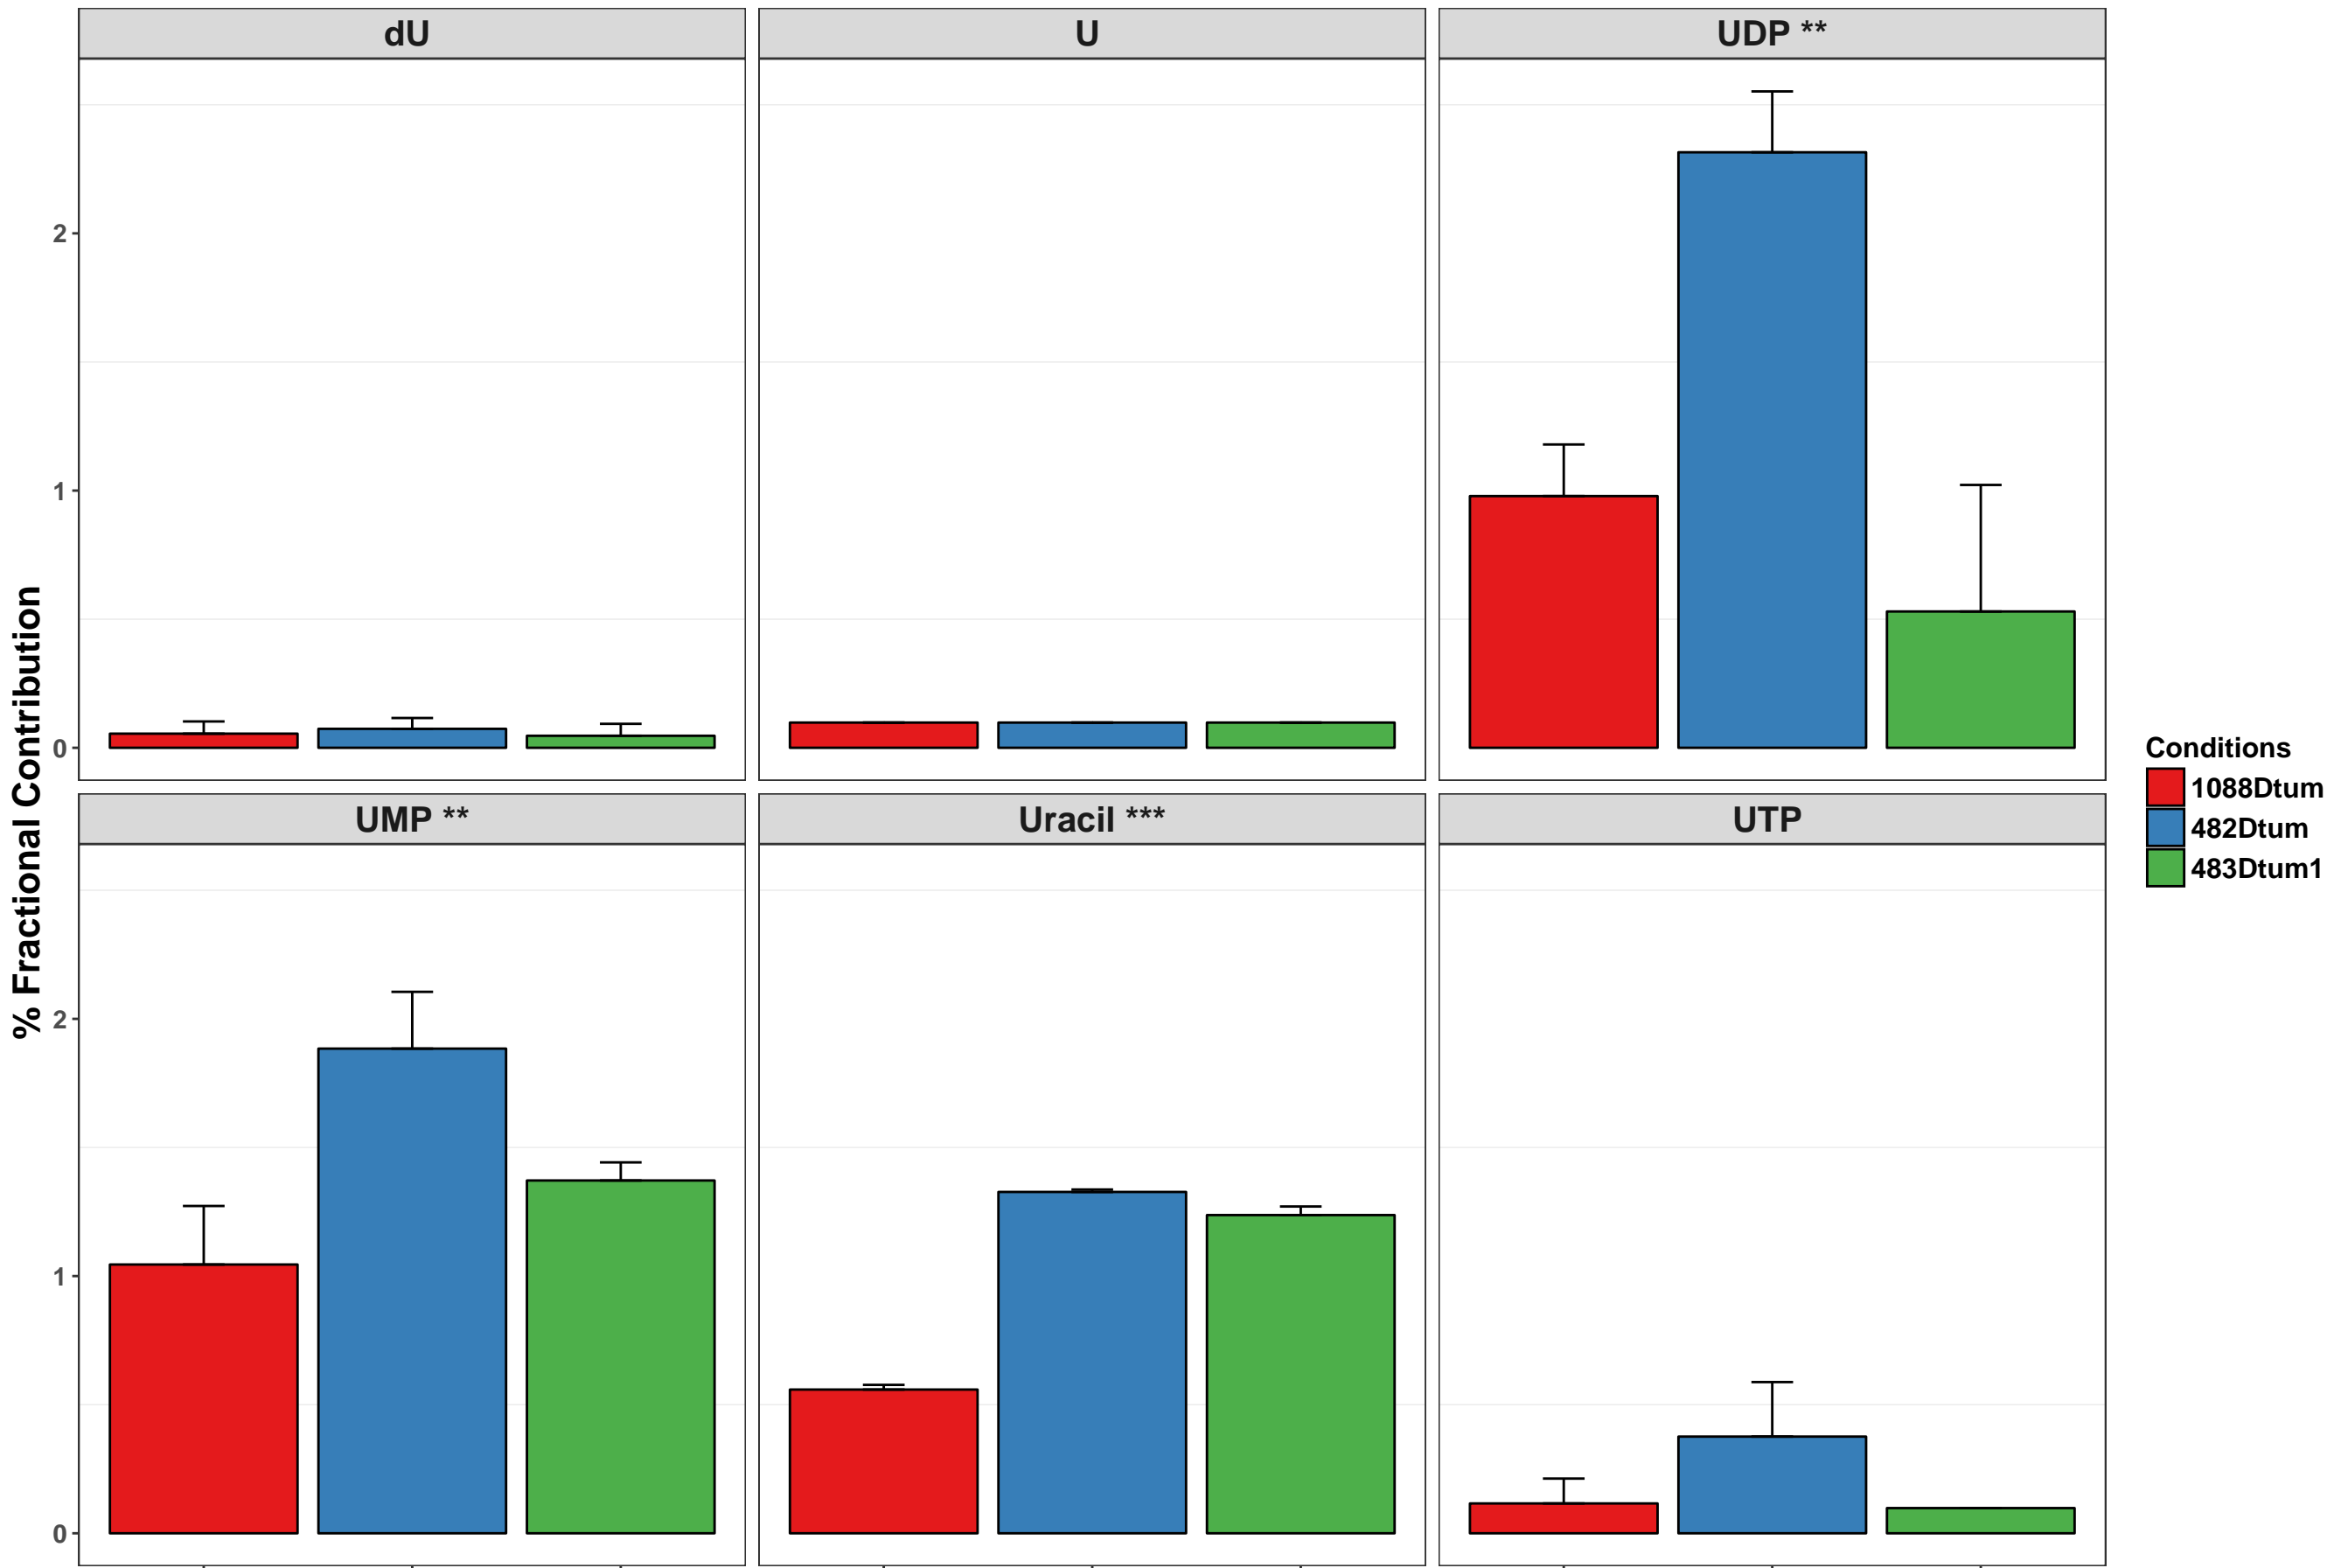 dU
U
UDP **
2
1
0
% Fractional Contribution
UMP **
Uracil ***
UTP
2
1
0
Conditions
1088Dtum
482Dtum
483Dtum1